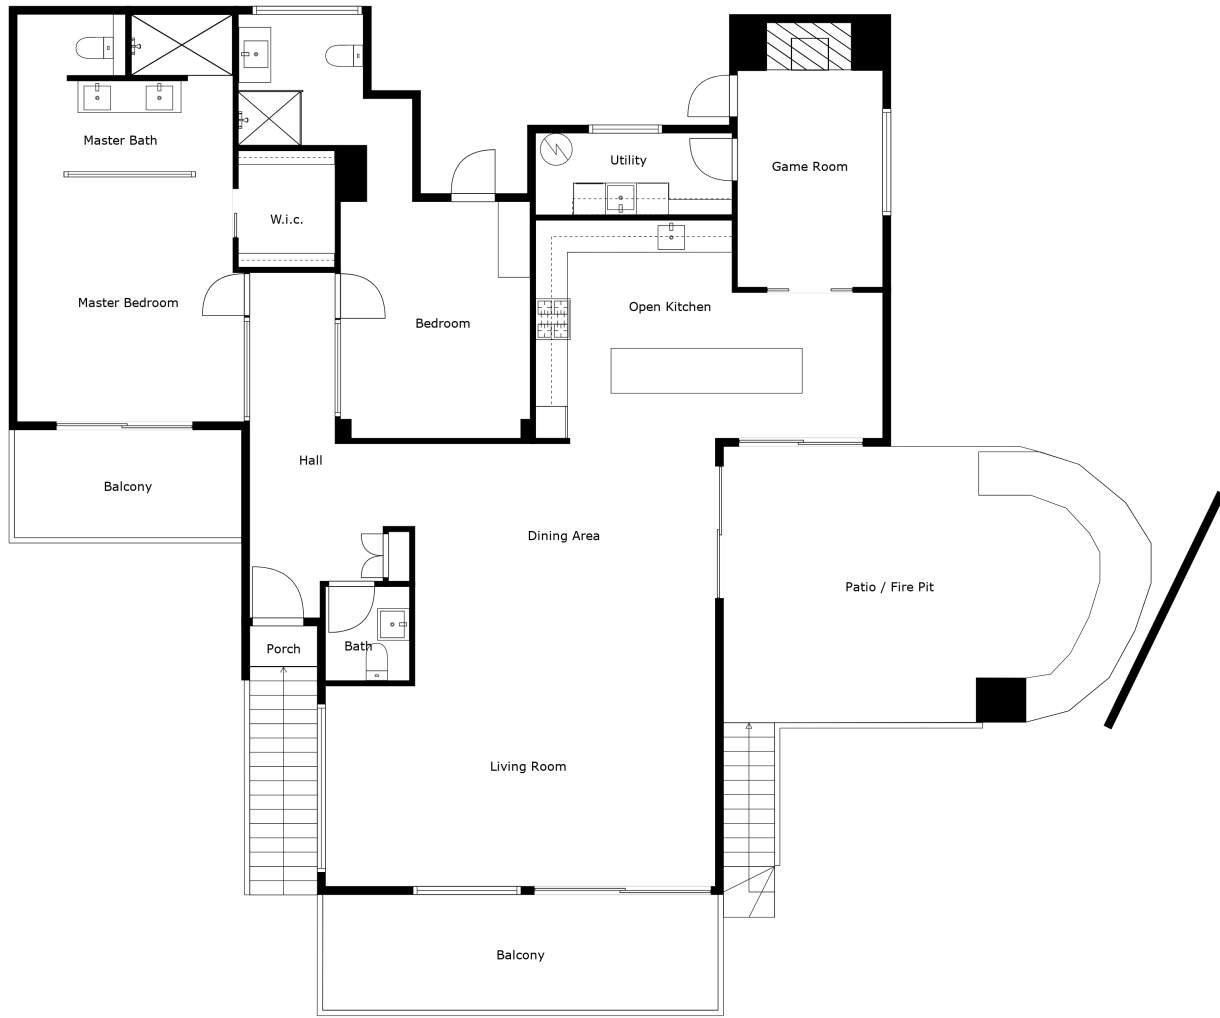 Master Bath
Utility
Game Room
W.i.c.
Master Bedroom
Open Kitchen
Bedroom
Hall
Balcony
Dining Area
Patio / Fire Pit
Bath
Porch
Living Room
Balcony